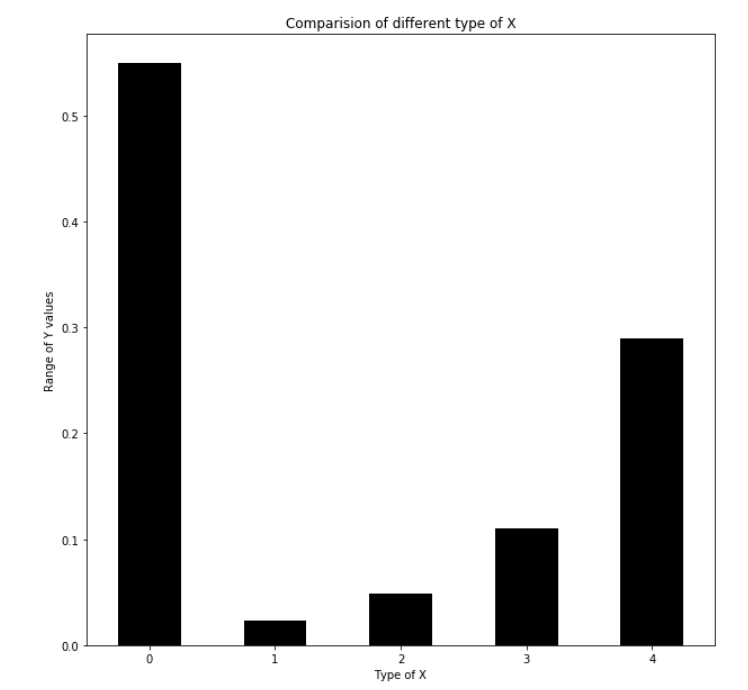 Comparision of different type of X
0.5
0.4
0.3
0.2
0.1
0.0
Range of Y values
0 1 2 3 4
Type of X